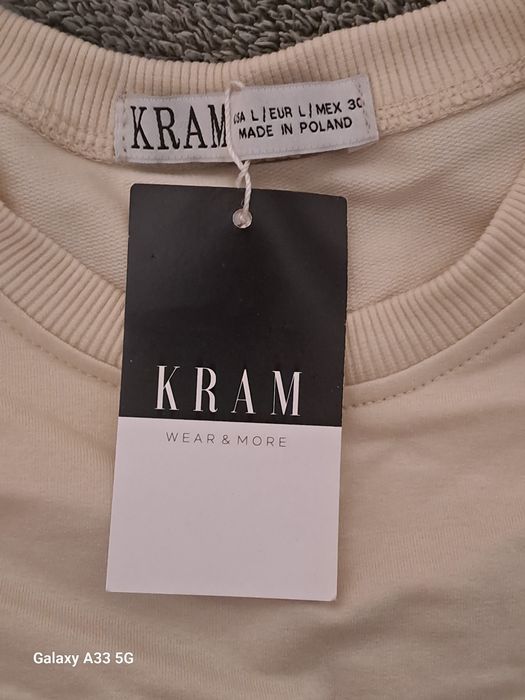 KRAM
USA L / EUR L / MEX 30
MADE IN POLAND
KRAM
WEAR & MORE
Galaxy A33 5G